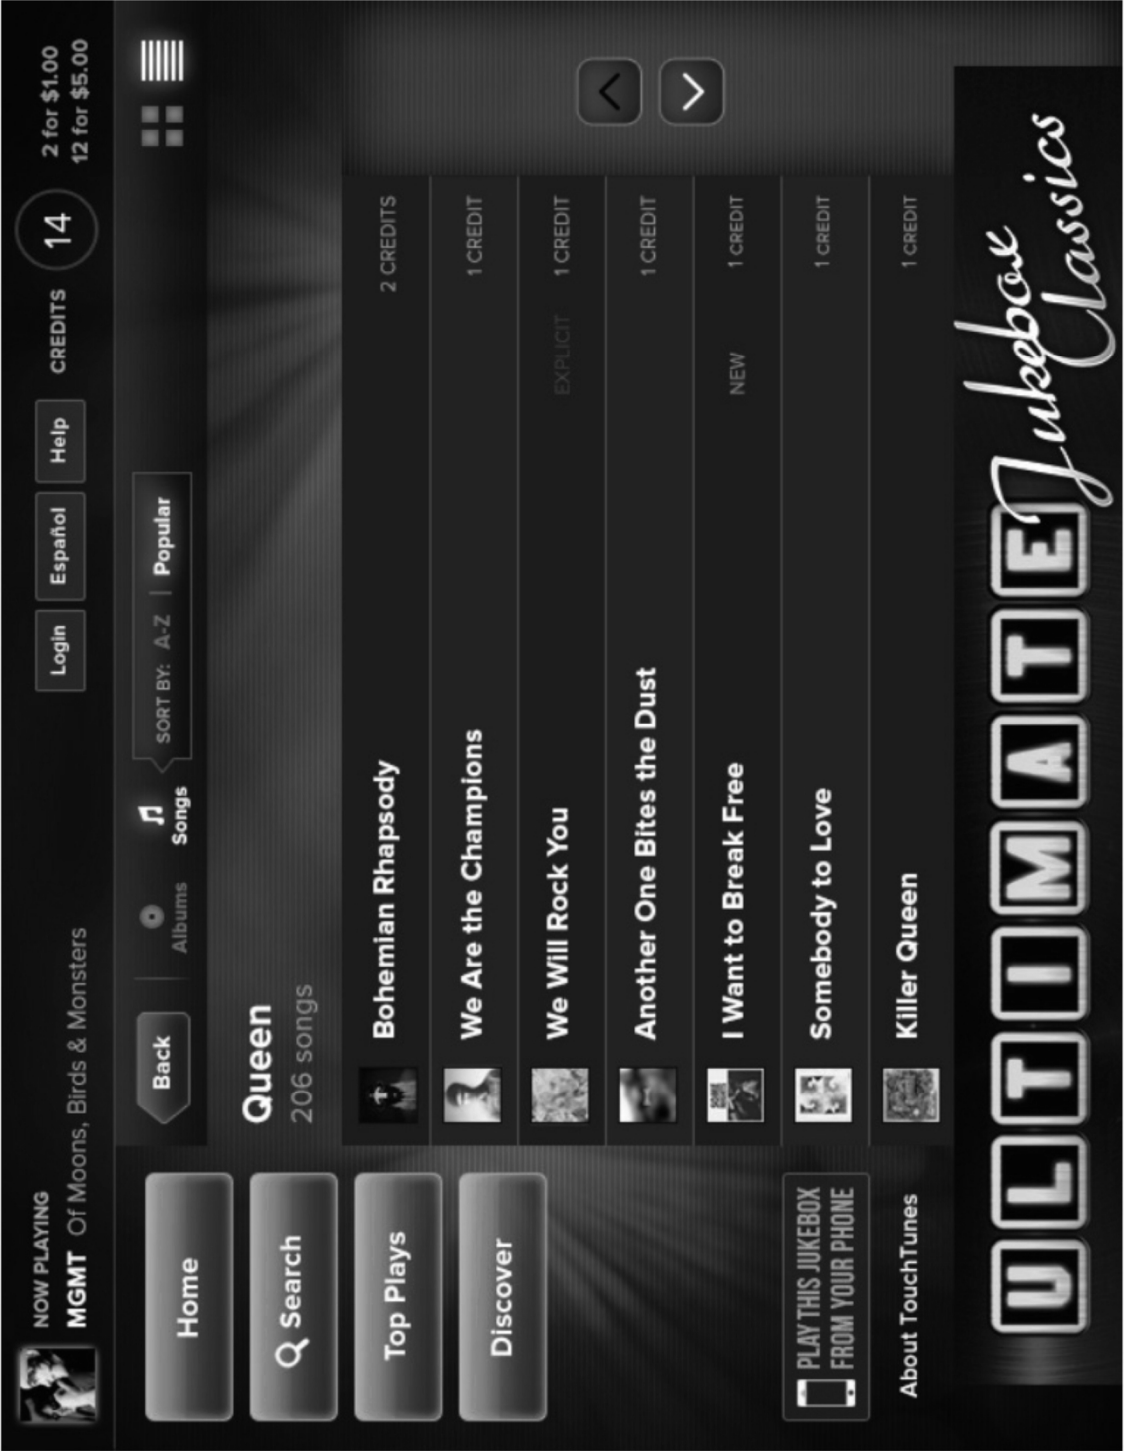 NOW PLAYING
MGMT Of Moons, Birds & Monsters
Login
Español
Help
CREDITS
14
2 for $1.00
12 for $5.00
Home
Search
Top Plays
Discover
PLAY THIS JUKEBOX
FROM YOUR PHONE
About TouchTunes
Back
Albums
Songs
SORT BY: A-Z | Popular
Queen
206 songs
Bohemian Rhapsody 2 CREDITS
We Are the Champions 1 CREDIT
We Will Rock You EXPLICIT 1 CREDIT
Another One Bites the Dust 1 CREDIT
I Want to Break Free NEW 1 CREDIT
Somebody to Love 1 CREDIT
Killer Queen 1 CREDIT
ULTIMATE Jukebox Classics